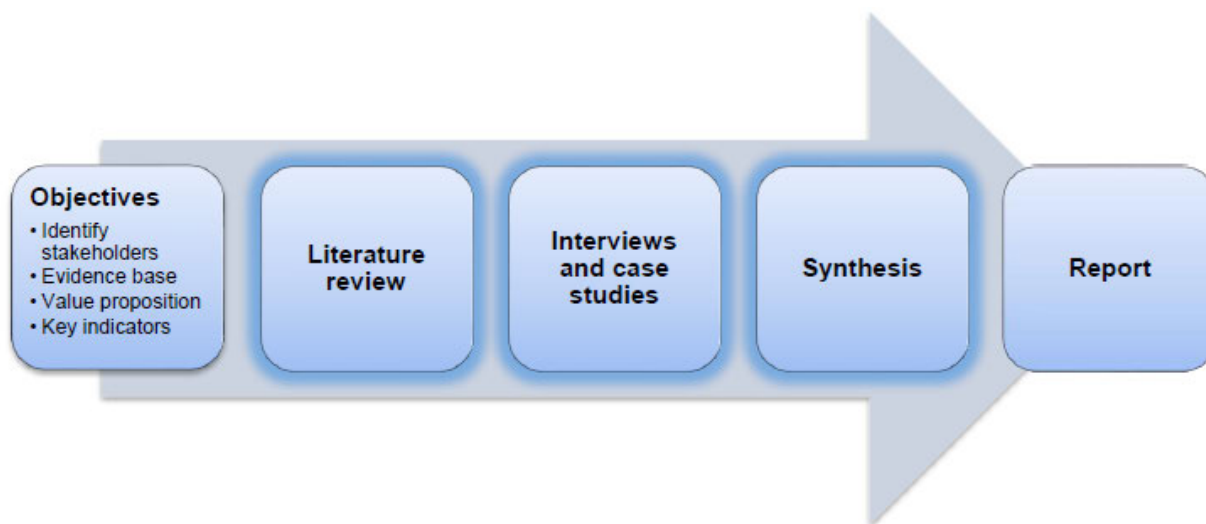 Objectives
• Identify
stakeholders
• Evidence base
• Value proposition
• Key indicators
Literature
review
Interviews
and case
studies
Synthesis
Report